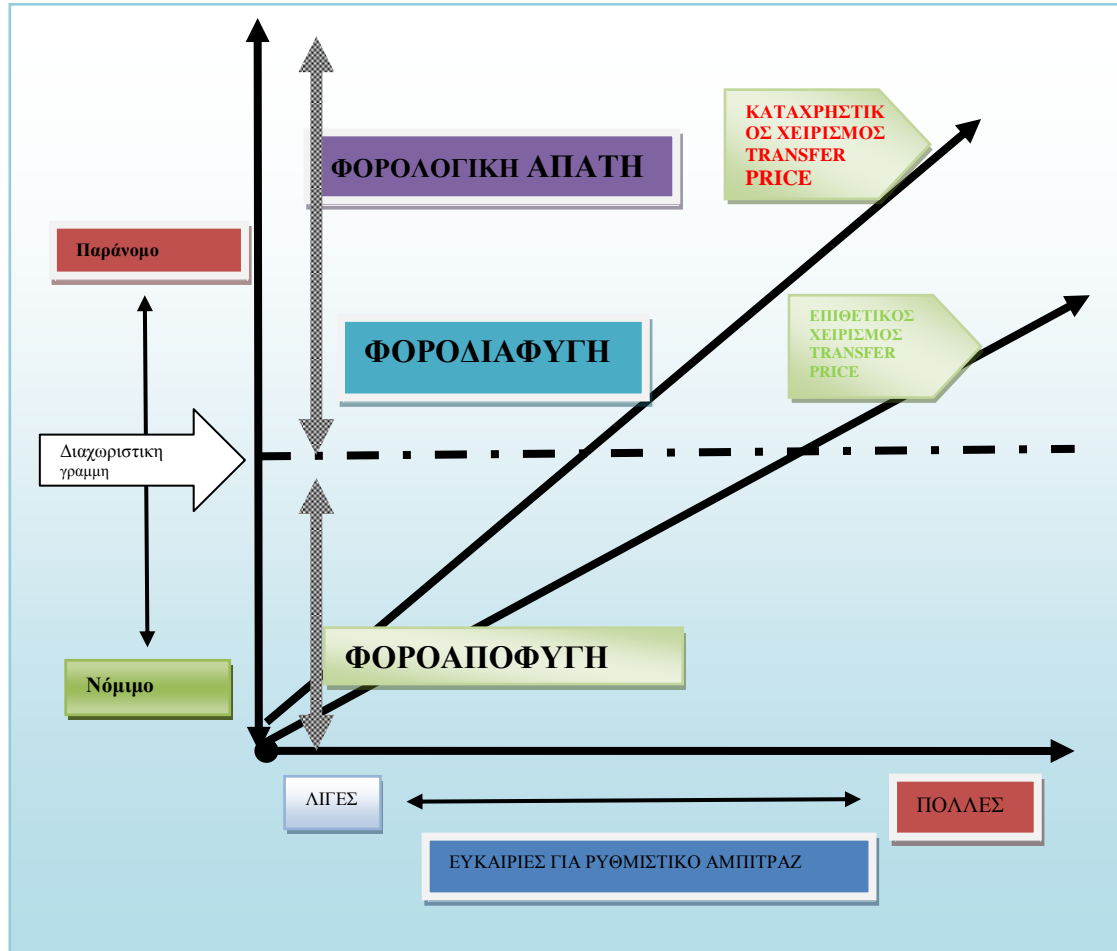 ΚΑΤΑΧΡΗΣΤΙΚ
ΟΣ ΧΕΙΡΙΣΜΟΣ
TRANSFER
PRICE
ΦΟΡΟΛΟΓΙΚΗ ΑΠΑΤΗ
Παράνομο
ΕΠΙΘΕΤΙΚΟΣ
ΧΕΙΡΙΣΜΟΣ
TRANSFER
PRICE
ΦΟΡΟΔΙΑΦΥΓΗ
Διαχωριστικη
γραμμη
ΦΟΡΟΑΠΟΦΥΓΗ
Νόμιμο
ΛΙΓΕΣ
ΠΟΛΛΕΣ
ΕΥΚΑΙΡΙΕΣ ΓΙΑ ΡΥΘΜΙΣΤΙΚΟ ΑΜΠΙΤΡΑΖ